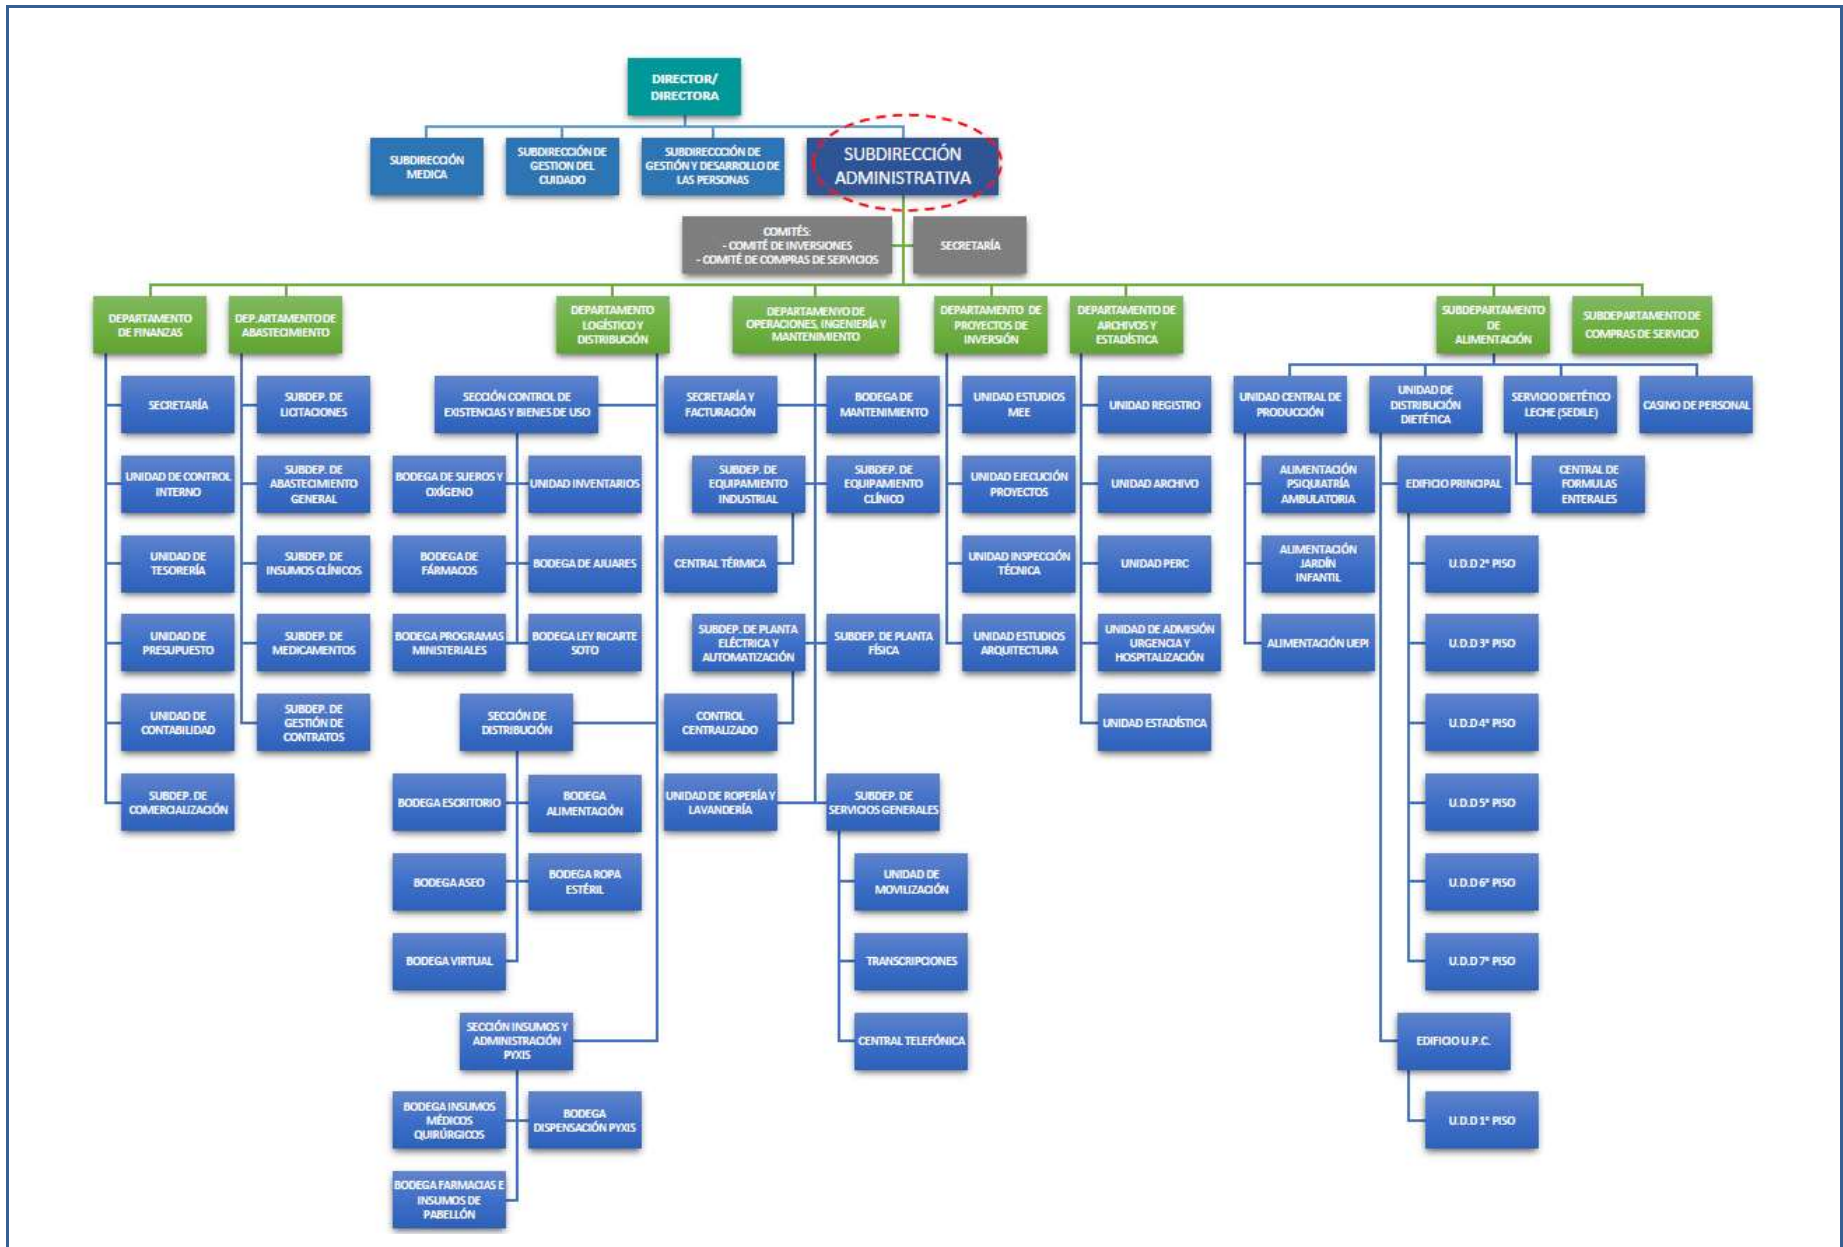 DIRECTOR/
DIRECTORA
SUBDIRECCIÓN
MEDICA
SUBDIRECCIÓN DE
GESTION DEL
CUIDADO
SUBDIRECCCIÓN DE
GESTIÓN Y DESARROLLO DE
LAS PERSONAS
SUBDIRECCIÓN
ADMINISTRATIVA
COMITÉS:
- COMITÉ DE INVERSIONES
- COMITÉ DE COMPRAS DE SERVICIOS
SECRETARÍA
DEPARTAMENTO
DE FINANZAS
DEP.ARTAMENTO DE
ABASTECIMIENTO
DEPARTAMENTO
LOGÍSTICO Y
DISTRIBUCIÓN
DEPARTAMENYO DE
OPERACIONES, INGENIERÍA Y
MANTENIMIENTO
DEPARTAMENTO DE
PROYECTOS DE
INVERSIÓN
DEPARTAMENTO DE
ARCHIVOS Y
ESTADÍSTICA
SUBDEPARTAMENTO
DE
ALIMENTACIÓN
SUBDEPARTAMENTO DE
COMPRAS DE SERVICIO
SECRETARÍA
UNIDAD DE CONTROL
INTERNO
UNIDAD DE
TESORERÍA
UNIDAD DE
PRESUPUESTO
UNIDAD DE
CONTABILIDAD
SUBDEP. DE
COMERCIALIZACIÓN
SUBDEP. DE
LICITACIONES
SUBDEP. DE
ABASTECIMIENTO
GENERAL
SUBDEP. DE
INSUMOS CLÍNICOS
SUBDEP. DE
MEDICAMENTOS
SUBDEP. DE
GESTIÓN DE
CONTRATOS
SECCIÓN CONTROL DE
EXISTENCIAS Y BIENES DE USO
BODEGA DE SUEROS Y
OXÍGENO
UNIDAD INVENTARIOS
BODEGA DE
FÁRMACOS
BODEGA DE AJUARES
BODEGA PROGRAMAS
MINISTERIALES
BODEGA LEY RICARTE
SOTO
SECCIÓN DE
DISTRIBUCIÓN
BODEGA ESCRITORIO
BODEGA
ALIMENTACIÓN
BODEGA ASEO
BODEGA ROPA
ESTÉRIL
BODEGA VIRTUAL
SECCIÓN INSUMOS Y
ADMINISTRACIÓN
PYXIS
BODEGA INSUMOS
MÉDICOS
QUIRÚRGICOS
BODEGA
DISPENSACIÓN PYXIS
BODEGA FARMACIAS E
INSUMOS DE
PABELLÓN
SECRETARÍA Y
FACTURACIÓN
BODEGA DE
MANTENIMIENTO
SUBDEP. DE
EQUIPAMIENTO
INDUSTRIAL
SUBDEP. DE
EQUIPAMIENTO
CLÍNICO
CENTRAL TÉRMICA
SUBDEP. DE PLANTA
ELÉCTRICA Y
AUTOMATIZACIÓN
SUBDEP. DE PLANTA
FÍSICA
CONTROL
CENTRALIZADO
UNIDAD DE ROPERÍA Y
LAVANDERÍA
SUBDEP. DE
SERVICIOS GENERALES
UNIDAD DE
MOVILIZACIÓN
TRANSCRIPCIONES
CENTRAL TELEFÓNICA
UNIDAD ESTUDIOS
MEE
UNIDAD EJECUCIÓN
PROYECTOS
UNIDAD INSPECCIÓN
TÉCNICA
UNIDAD ESTUDIOS
ARQUITECTURA
UNIDAD REGISTRO
UNIDAD ARCHIVO
UNIDAD PERC
UNIDAD DE ADMISIÓN
URGENCIA Y
HOSPITALIZACIÓN
UNIDAD ESTADÍSTICA
UNIDAD CENTRAL DE
PRODUCCIÓN
ALIMENTACIÓN
PSIQUIATRÍA
AMBULATORIA
ALIMENTACIÓN
JARDÍN
INFANTIL
ALIMENTACIÓN UEPI
UNIDAD DE
DISTRIBUCIÓN
DIETÉTICA
EDIFICIO PRINCIPAL
U.D.D 2° PISO
U.D.D 3° PISO
U.D.D 4° PISO
U.D.D 5° PISO
U.D.D 6° PISO
U.D.D 7° PISO
EDIFICIO U.P.C.
U.D.D 1° PISO
SERVICIO DIETÉTICO
LECHE (SEDILE)
CENTRAL DE
FORMULAS
ENTERALES
CASINO DE PERSONAL